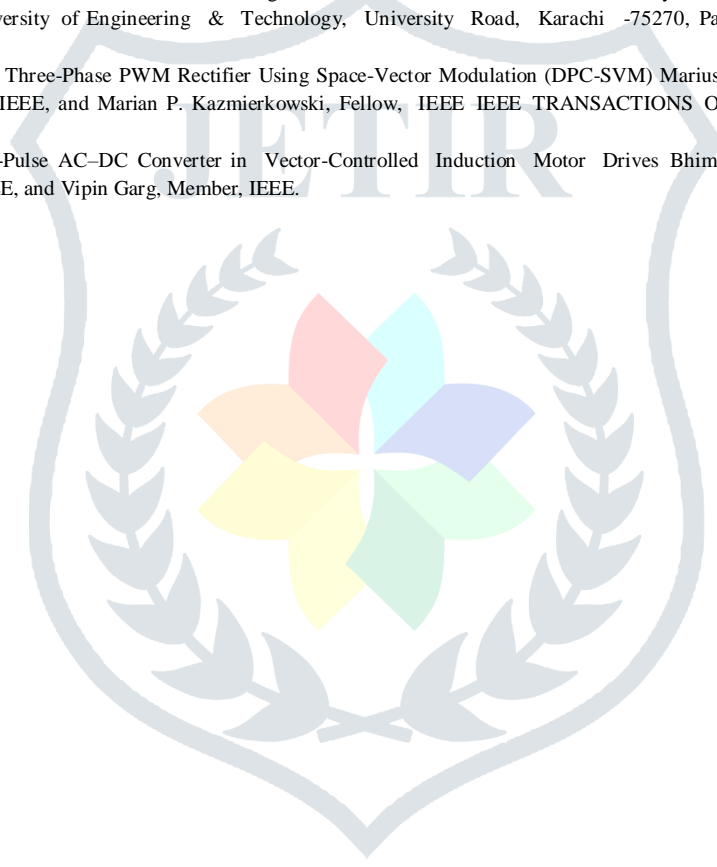 versity of Engineering & Technology, University Road, Karachi -75270, Pa
Three-Phase PWM Rectifier Using Space-Vector Modulation (DPC-SVM) Marius
IEEE, and Marian P. Kazmierkowski, Fellow, IEEE IEEE TRANSACTIONS O
JETIR
-Pulse AC–DC Converter in Vector-Controlled Induction Motor Drives Bhim
E, and Vipin Garg, Member, IEEE.